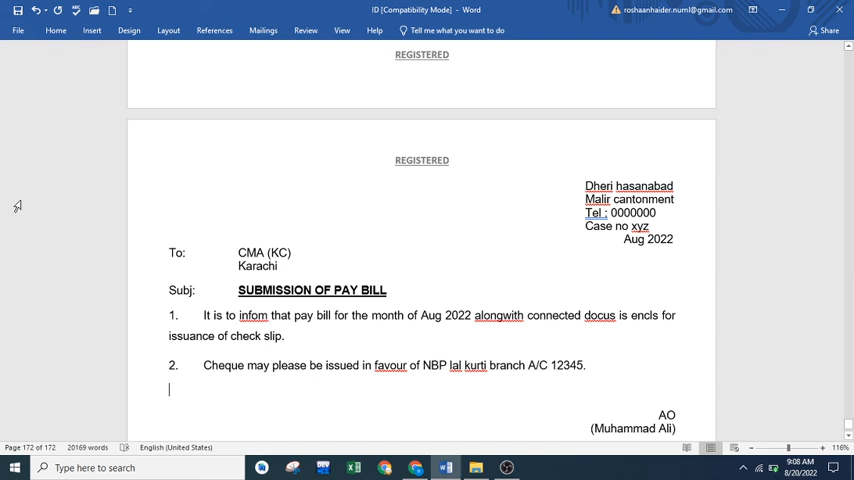 ID [Compatibility Mode] - Word
roshaanhaider.numl@gmail.com
File Home Insert Design Layout References Mailings Review View Help Tell me what you want to do Share
REGISTERED
REGISTERED
Dheri hasanabad
Malir cantonment
Tel : 0000000
Case no xyz
Aug 2022
To: CMA (KC)
Karachi
Subj: SUBMISSION OF PAY BILL
1. It is to infom that pay bill for the month of Aug 2022 alongwith connected docus is encls for
issuance of check slip.
2. Cheque may please be issued in favour of NBP lal kurti branch A/C 12345.
AO
(Muhammad Ali)
Page 172 of 172 20169 words English (United States) 116%
Type here to search
DEV
9:08 AM
8/20/2022